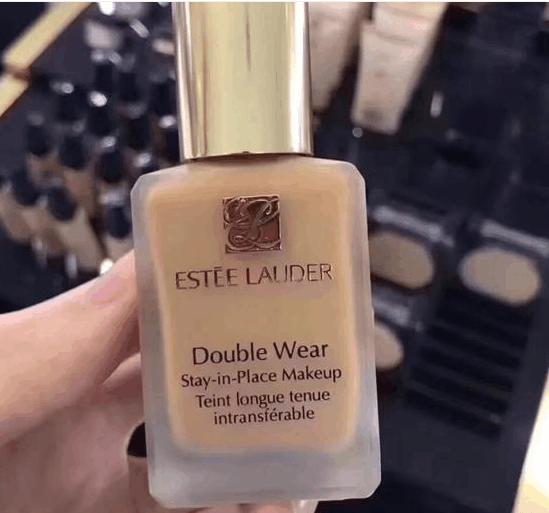 ESTĒE LAUDER
Double Wear
Stay-in-Place Makeup
Teint longue tenue
intransférable